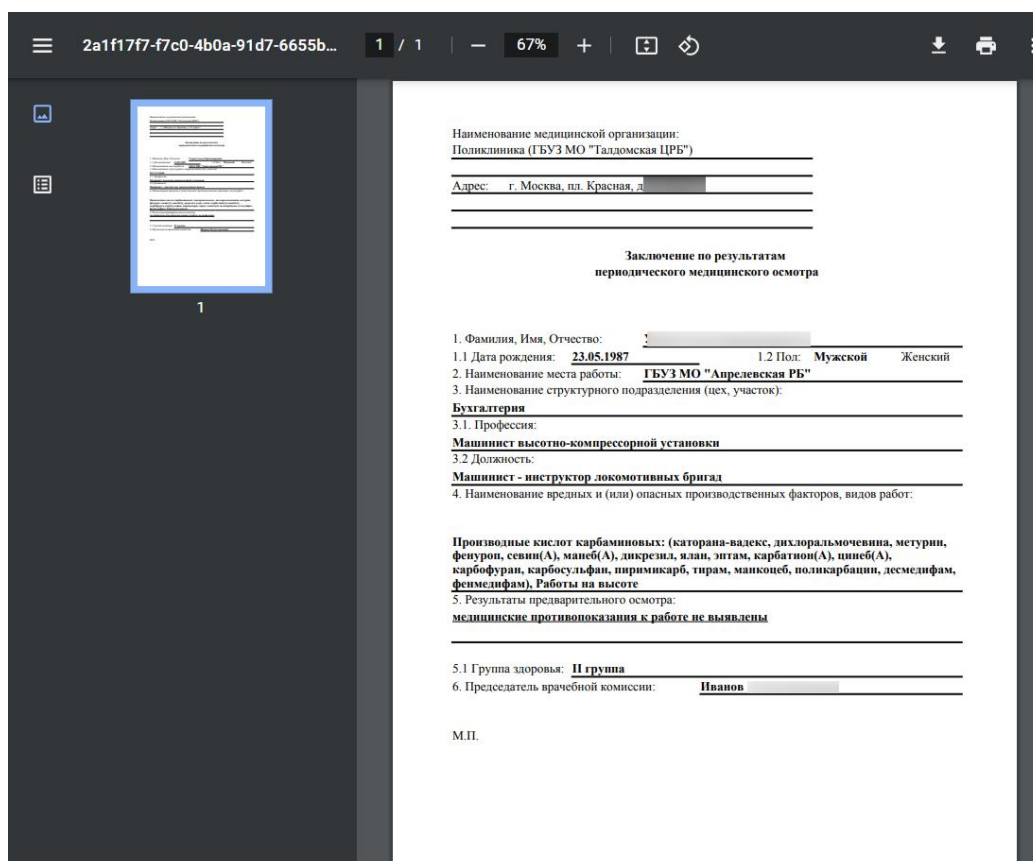 2a1f17f7-f7c0-4b0a-91d7-6655b...
1 / 1
67%
1
Наименование медицинской организации:
Поликлиника (ГБУЗ МО "Талдомская ЦРБ")
Адрес: г. Москва, пл. Красная, д
Заключение по результатам
периодического медицинского осмотра
1. Фамилия, Имя, Отчество:
1.1 Дата рождения: 23.05.1987 1.2 Пол: Мужской Женский
2. Наименование места работы: ГБУЗ МО "Апрелевская РБ"
3. Наименование структурного подразделения (цех, участок):
Бухгалтерия
3.1. Профессия:
Машинист высотно-компрессорной установки
3.2 Должность:
Машинист - инструктор локомотивных бригад
4. Наименование вредных и (или) опасных производственных факторов, видов работ:
Производные кислот карбаминовых: (каторана-вадекс, дихлоральмочевина, метурин,
фенурон, севин(А), манеб(А), дикрезил, ялан, эптам, карбатион(А), цинеб(А),
карбофуран, карбосульфан, пиримикарб, тирам, манкоцеб, поликарбацин, десмедифам,
фенмедифам), Работы на высоте
5. Результаты предварительного осмотра:
медицинские противопоказания к работе не выявлены
5.1 Группа здоровья: II группа
6. Председатель врачебной комиссии: Иванов
М.П.